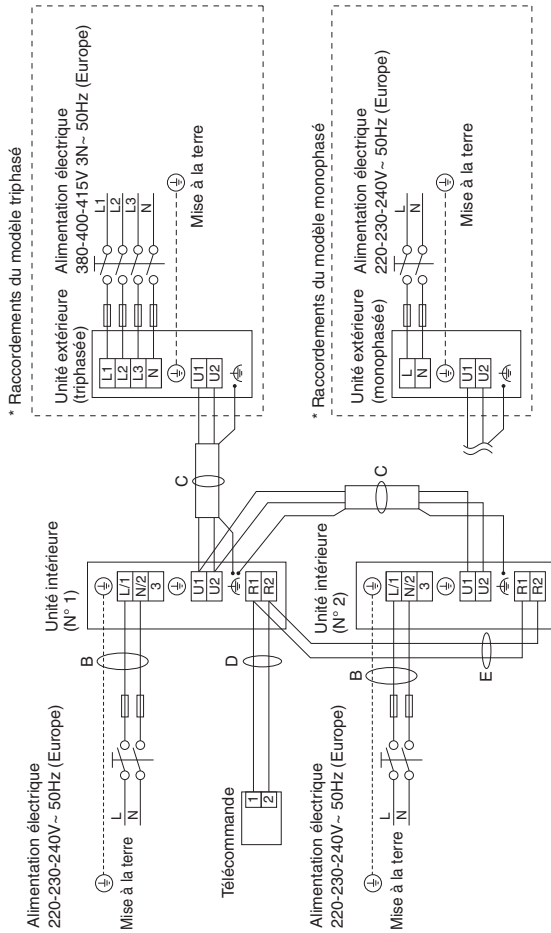 Alimentation électrique
220-230-240V ~ 50Hz (Europe)
L
N
Mise à la terre
B
Unité intérieure
(N° 1)
L/1
N/2
3
U1
U2
R1
R2
Télécommande
1
2
D
C
* Raccordements du modèle triphasé
Unité extérieure
(triphasée)
Alimentation électrique
380-400-415V 3N~ 50Hz (Europe)
L1
L2
L3
N
L1
L2
L3
N
Mise à la terre
U1
U2
Alimentation électrique
220-230-240V ~ 50Hz (Europe)
L
N
Mise à la terre
B
E
Unité intérieure
(N° 2)
L/1
N/2
3
U1
U2
R1
R2
C
* Raccordements du modèle monophasé
Unité extérieure
(monophasée)
Alimentation électrique
220-230-240V ~ 50Hz (Europe)
L
N
L
N
Mise à la terre
U1
U2